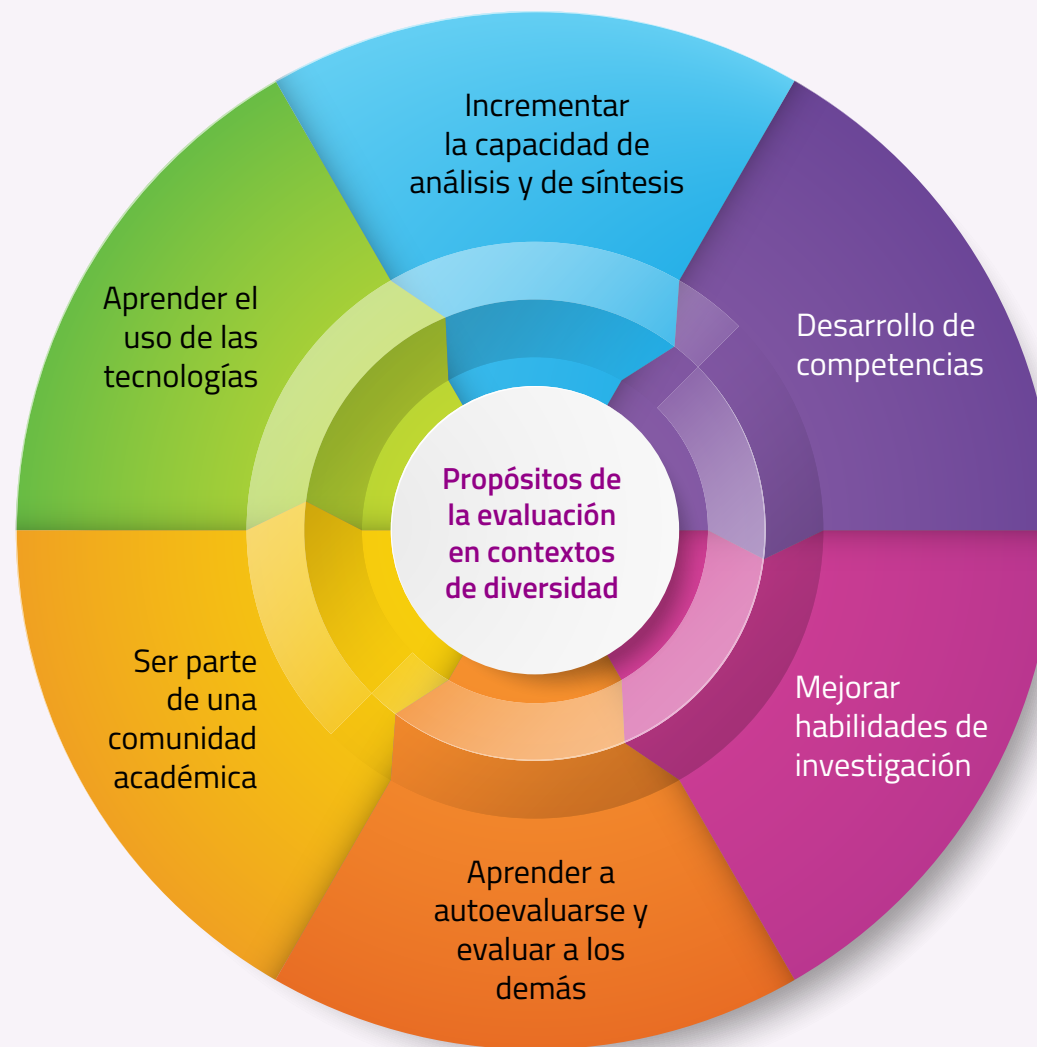 Incrementar
la capacidad de
análisis y de síntesis
Desarrollo de
competencias
Mejorar
habilidades de
investigación
Aprender a
autoevaluarse y
evaluar a los
demás
Ser parte
de una
comunidad
académica
Aprender el
uso de las
tecnologías
Propósitos de
la evaluación
en contextos
de diversidad